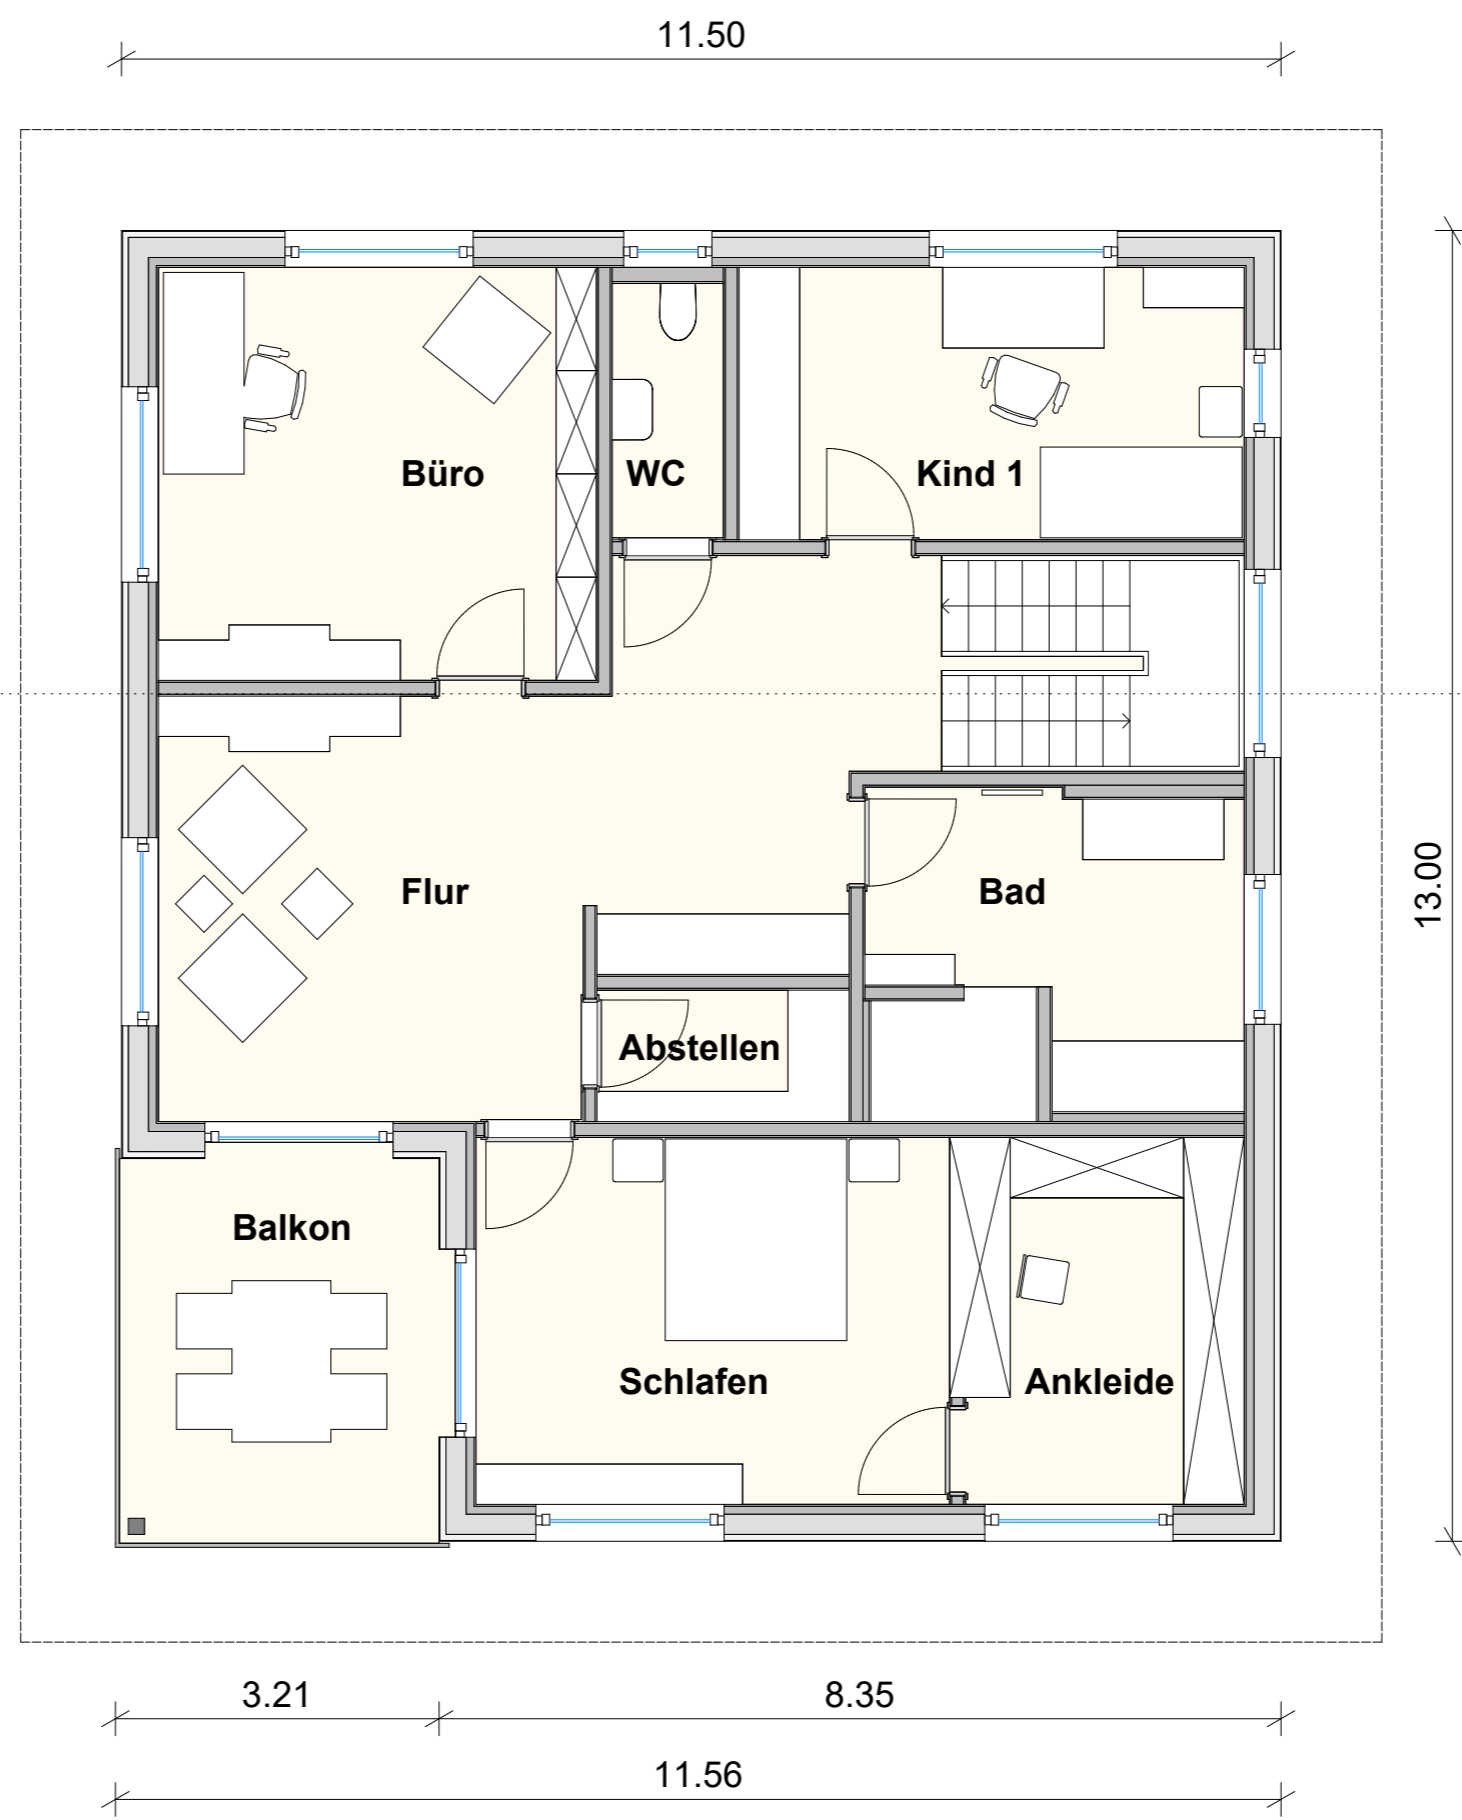 11.50
Büro
WC
Kind 1
Flur
Bad
13.00
Abstellen
Balkon
Schlafen
Ankleide
3.21
8.35
11.56